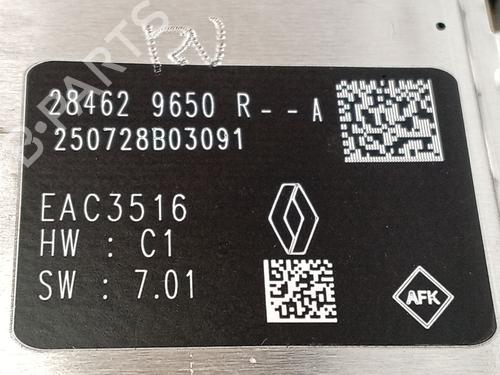 28462 9650 R--A
250728B03091
EAC3516
HW : C1
SW : 7.01
AFK
B-PARTS